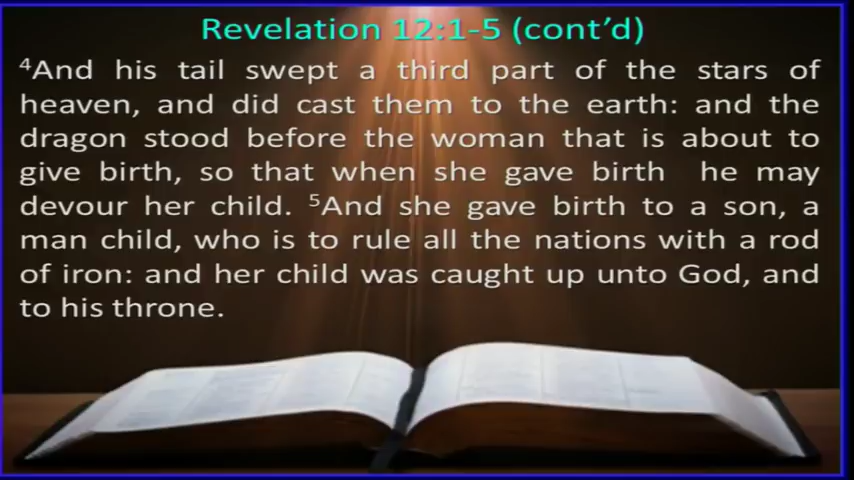 Revelation 12:1-5 (cont’d)
⁴And his tail swept a third part of the stars of
heaven, and did cast them to the earth: and the
dragon stood before the woman that is about to
give birth, so that when she gave birth he may
devour her child. ⁵And she gave birth to a son, a
man child, who is to rule all the nations with a rod
of iron: and her child was caught up unto God, and
to his throne.